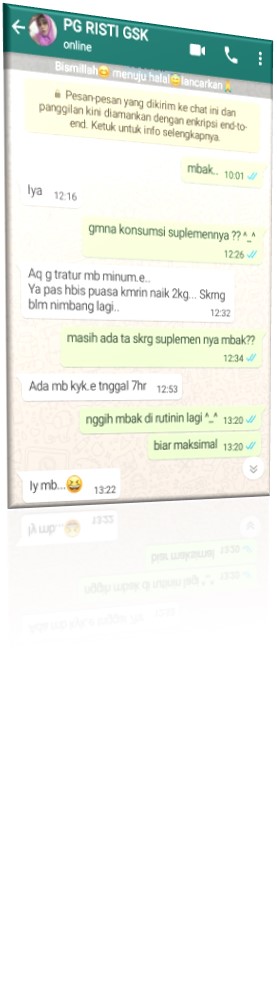 PG RISTI GSK
online
Bismillah😇 menuju halal😇lancarkan🙏
Pesan-pesan yang dikirim ke chat ini dan
panggilan kini diamankan dengan enkripsi end-to-
end. Ketuk untuk info selengkapnya.
mbak.. 10:01
Iya 12:16
gmna konsumsi suplemennya ?? ^_^
12:26
Aq g tratur mb minum.e..
Ya pas hbis puasa kmrin naik 2kg... Skrng
blm nimbang lagi..
12:32
masih ada ta skrg suplemen nya mbak??
12:34
Ada mb kyk.e tnggal 7hr 12:53
nggih mbak di rutinin lagi ^_^ 13:20
biar maksimal 13:20
Iy mb...😆 13:22